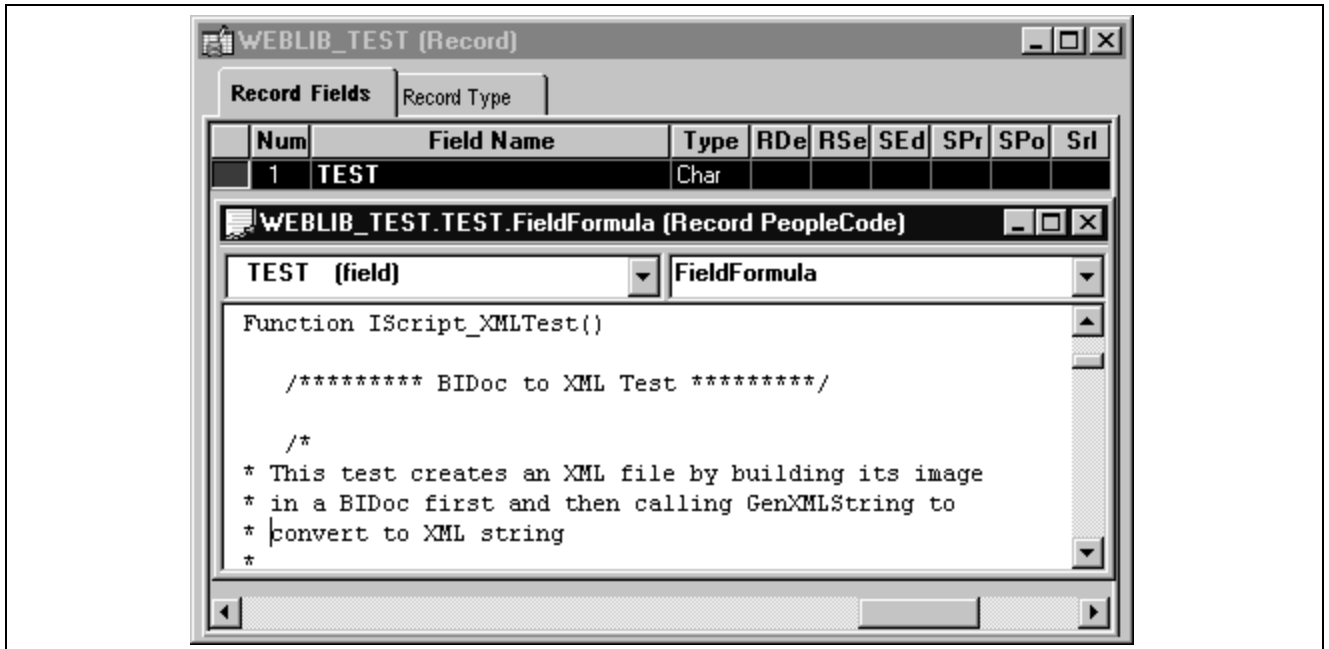 WEBLIB_TEST (Record)
Record Fields Record Type
Num Field Name Type RDe RSe SEd SPr SPo Srl
1 TEST Char
WEBLIB_TEST.TEST.FieldFormula (Record PeopleCode)
TEST (field) FieldFormula
Function IScript_XMLTest()
/********* BIDoc to XML Test *********/
/*
* This test creates an XML file by building its image
* in a BIDoc first and then calling GenXMLString to
* convert to XML string
*